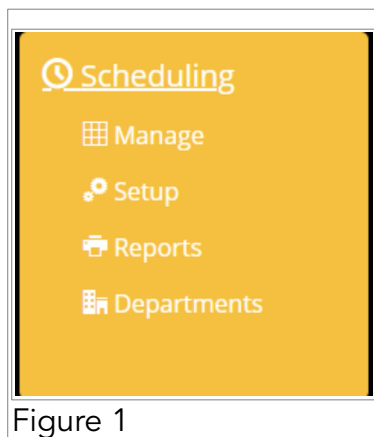 Scheduling
Manage
Setup
Reports
Departments
Figure 1